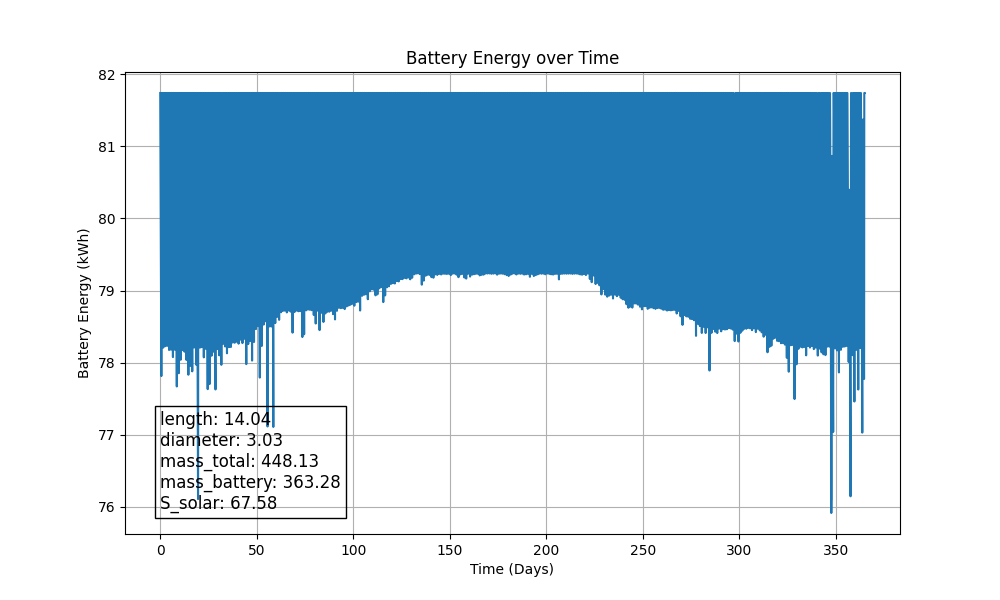 Battery Energy over Time
82
81
80
79
78
77
76
Battery Energy (kWh)
length: 14.04
diameter: 3.03
mass_total: 448.13
mass_battery: 363.28
S_solar: 67.58
0 50 100 150 200 250 300 350
Time (Days)